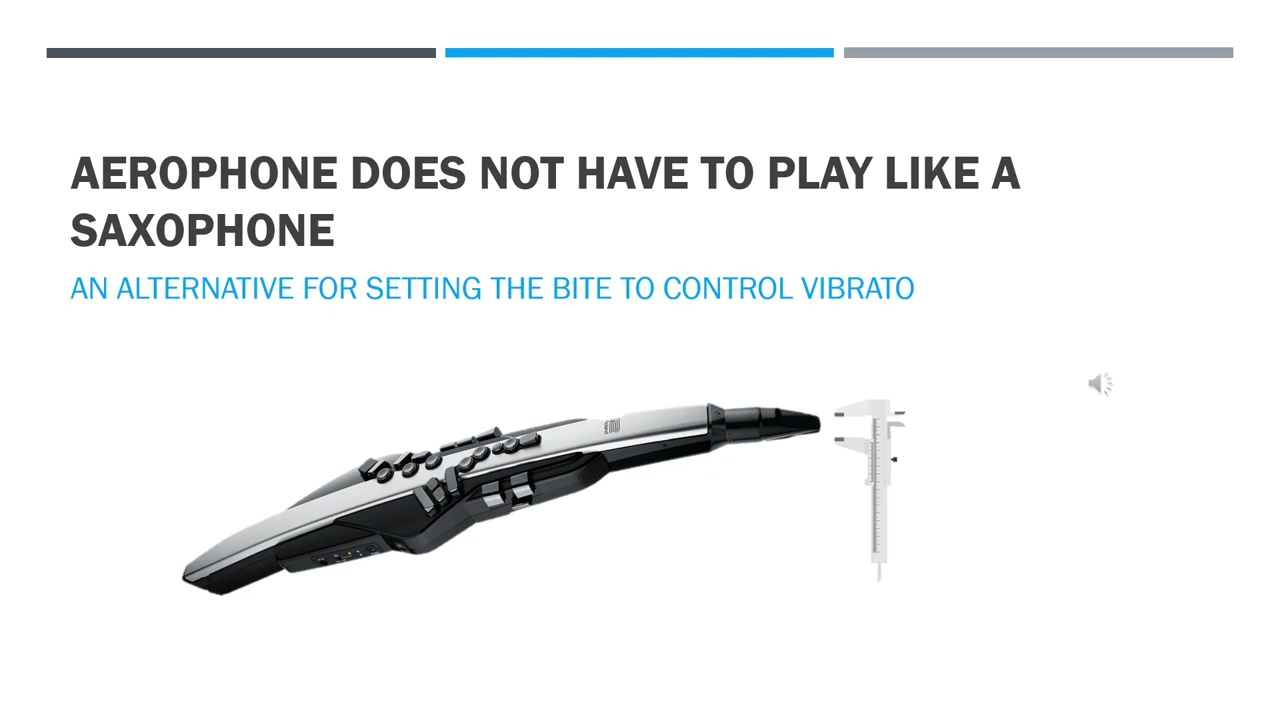 AEROPHONE DOES NOT HAVE TO PLAY LIKE A
SAXOPHONE
AN ALTERNATIVE FOR SETTING THE BITE TO CONTROL VIBRATO